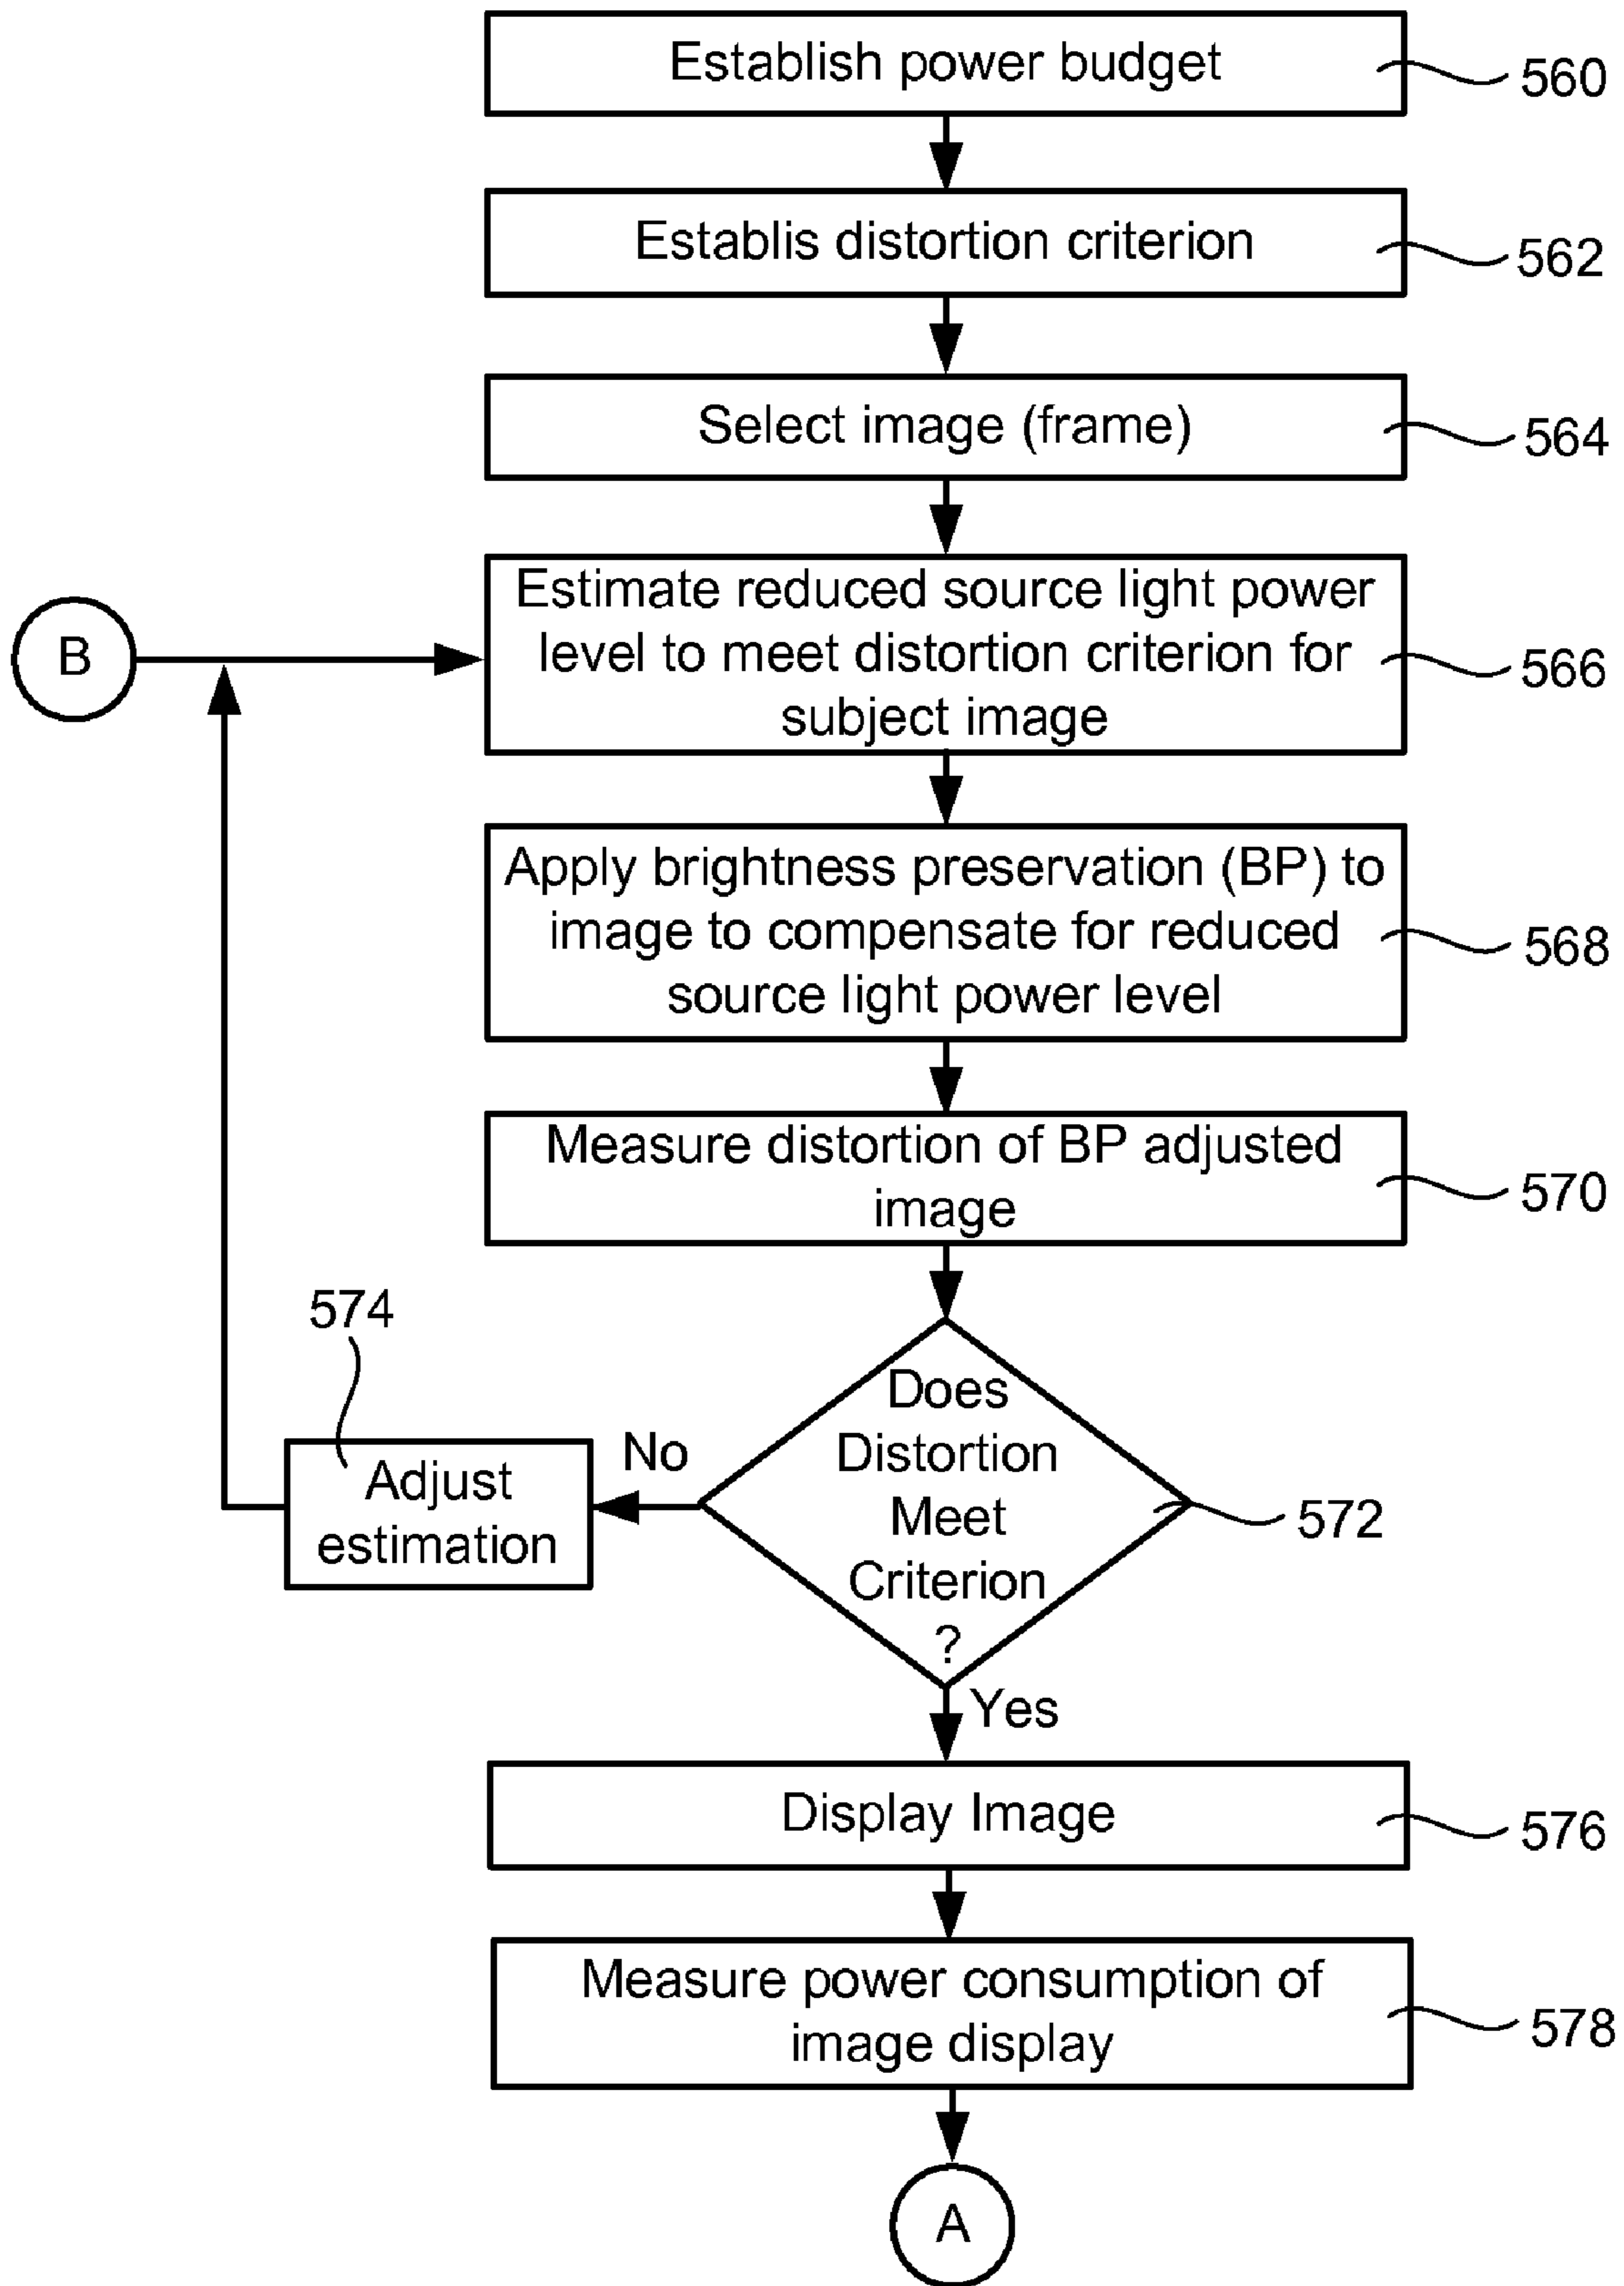 Establish power budget
560
Establis distortion criterion
562
Select image (frame)
564
B
Estimate reduced source light power
level to meet distortion criterion for
subject image
566
Apply brightness preservation (BP) to
image to compensate for reduced
source light power level
568
Measure distortion of BP adjusted
image
570
574
Adjust
estimation
No
Does
Distortion
Meet
Criterion
?
572
Yes
Display Image
576
Measure power consumption of
image display
578
A